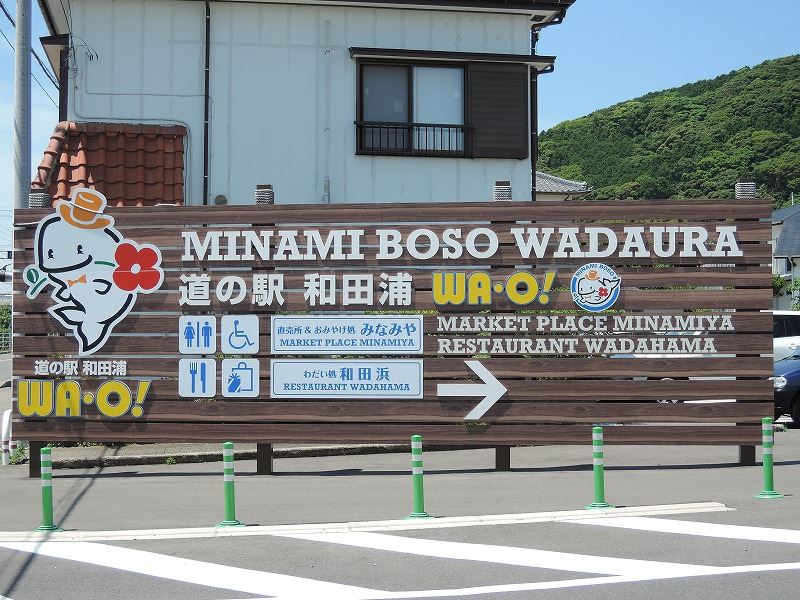 MINAMI BOSO WADAURA
道の駅 和田浦 WA・O!
MINAMI BOSO
直売所 & おみやげ処 みなみや
MARKET PLACE MINAMIYA
わだい処 和田浜
RESTAURANT WADAHAMA
MARKET PLACE MINAMIYA
RESTAURANT WADAHAMA
道の駅 和田浦
WA・O!